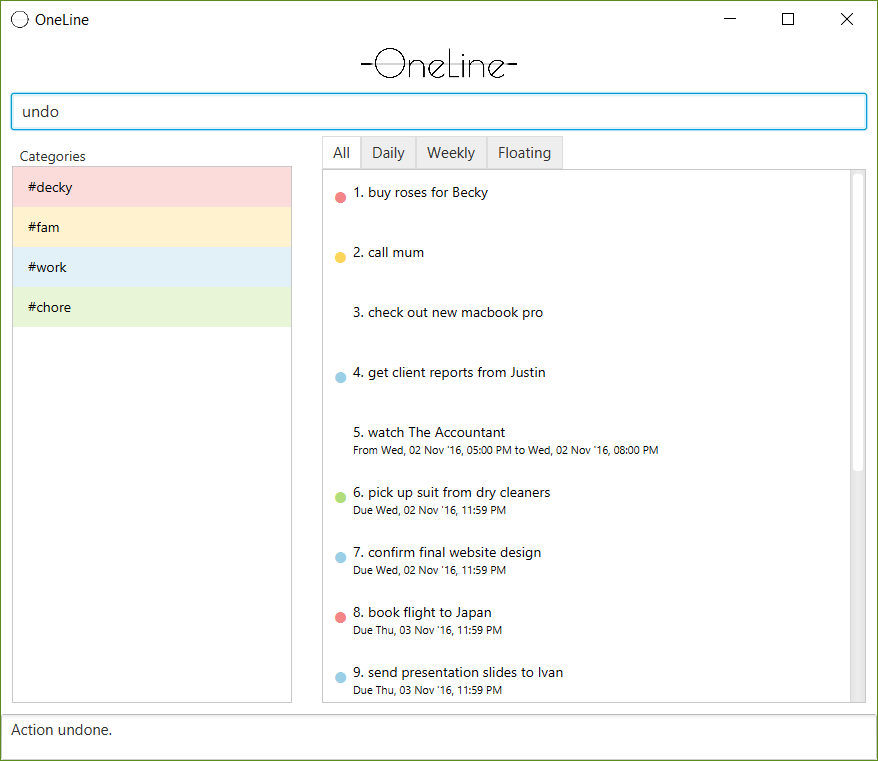 OneLine
-OneLine-
undo
Categories
#decky
#fam
#work
#chore
All Daily Weekly Floating
1. buy roses for Becky
2. call mum
3. check out new macbook pro
4. get client reports from Justin
5. watch The Accountant
From Wed, 02 Nov '16, 05:00 PM to Wed, 02 Nov '16, 08:00 PM
6. pick up suit from dry cleaners
Due Wed, 02 Nov '16, 11:59 PM
7. confirm final website design
Due Wed, 02 Nov '16, 11:59 PM
8. book flight to Japan
Due Thu, 03 Nov '16, 11:59 PM
9. send presentation slides to Ivan
Due Thu, 03 Nov '16, 11:59 PM
Action undone.